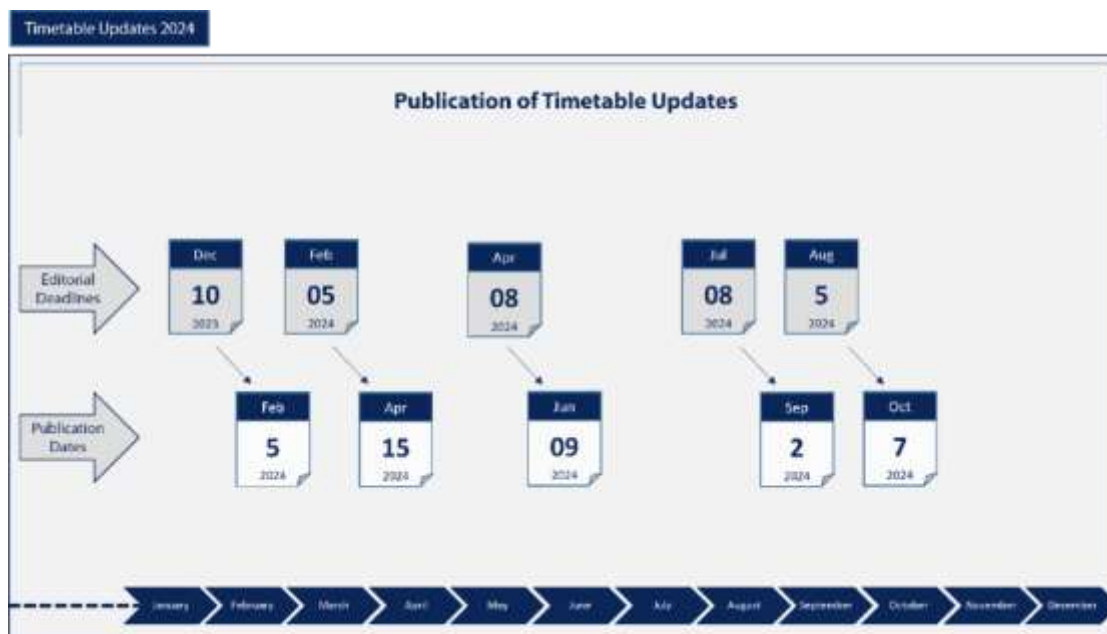 Timetable Updates 2024
Publication of Timetable Updates
Editorial
Deadlines
Dec
10
2023
Feb
05
2024
Apr
08
2024
Jul
08
2024
Aug
5
2024
Publication
Dates
Feb
5
2024
Apr
15
2024
Jun
09
2024
Sep
2
2024
Oct
7
2024
January
February
March
April
May
June
July
August
September
October
November
December